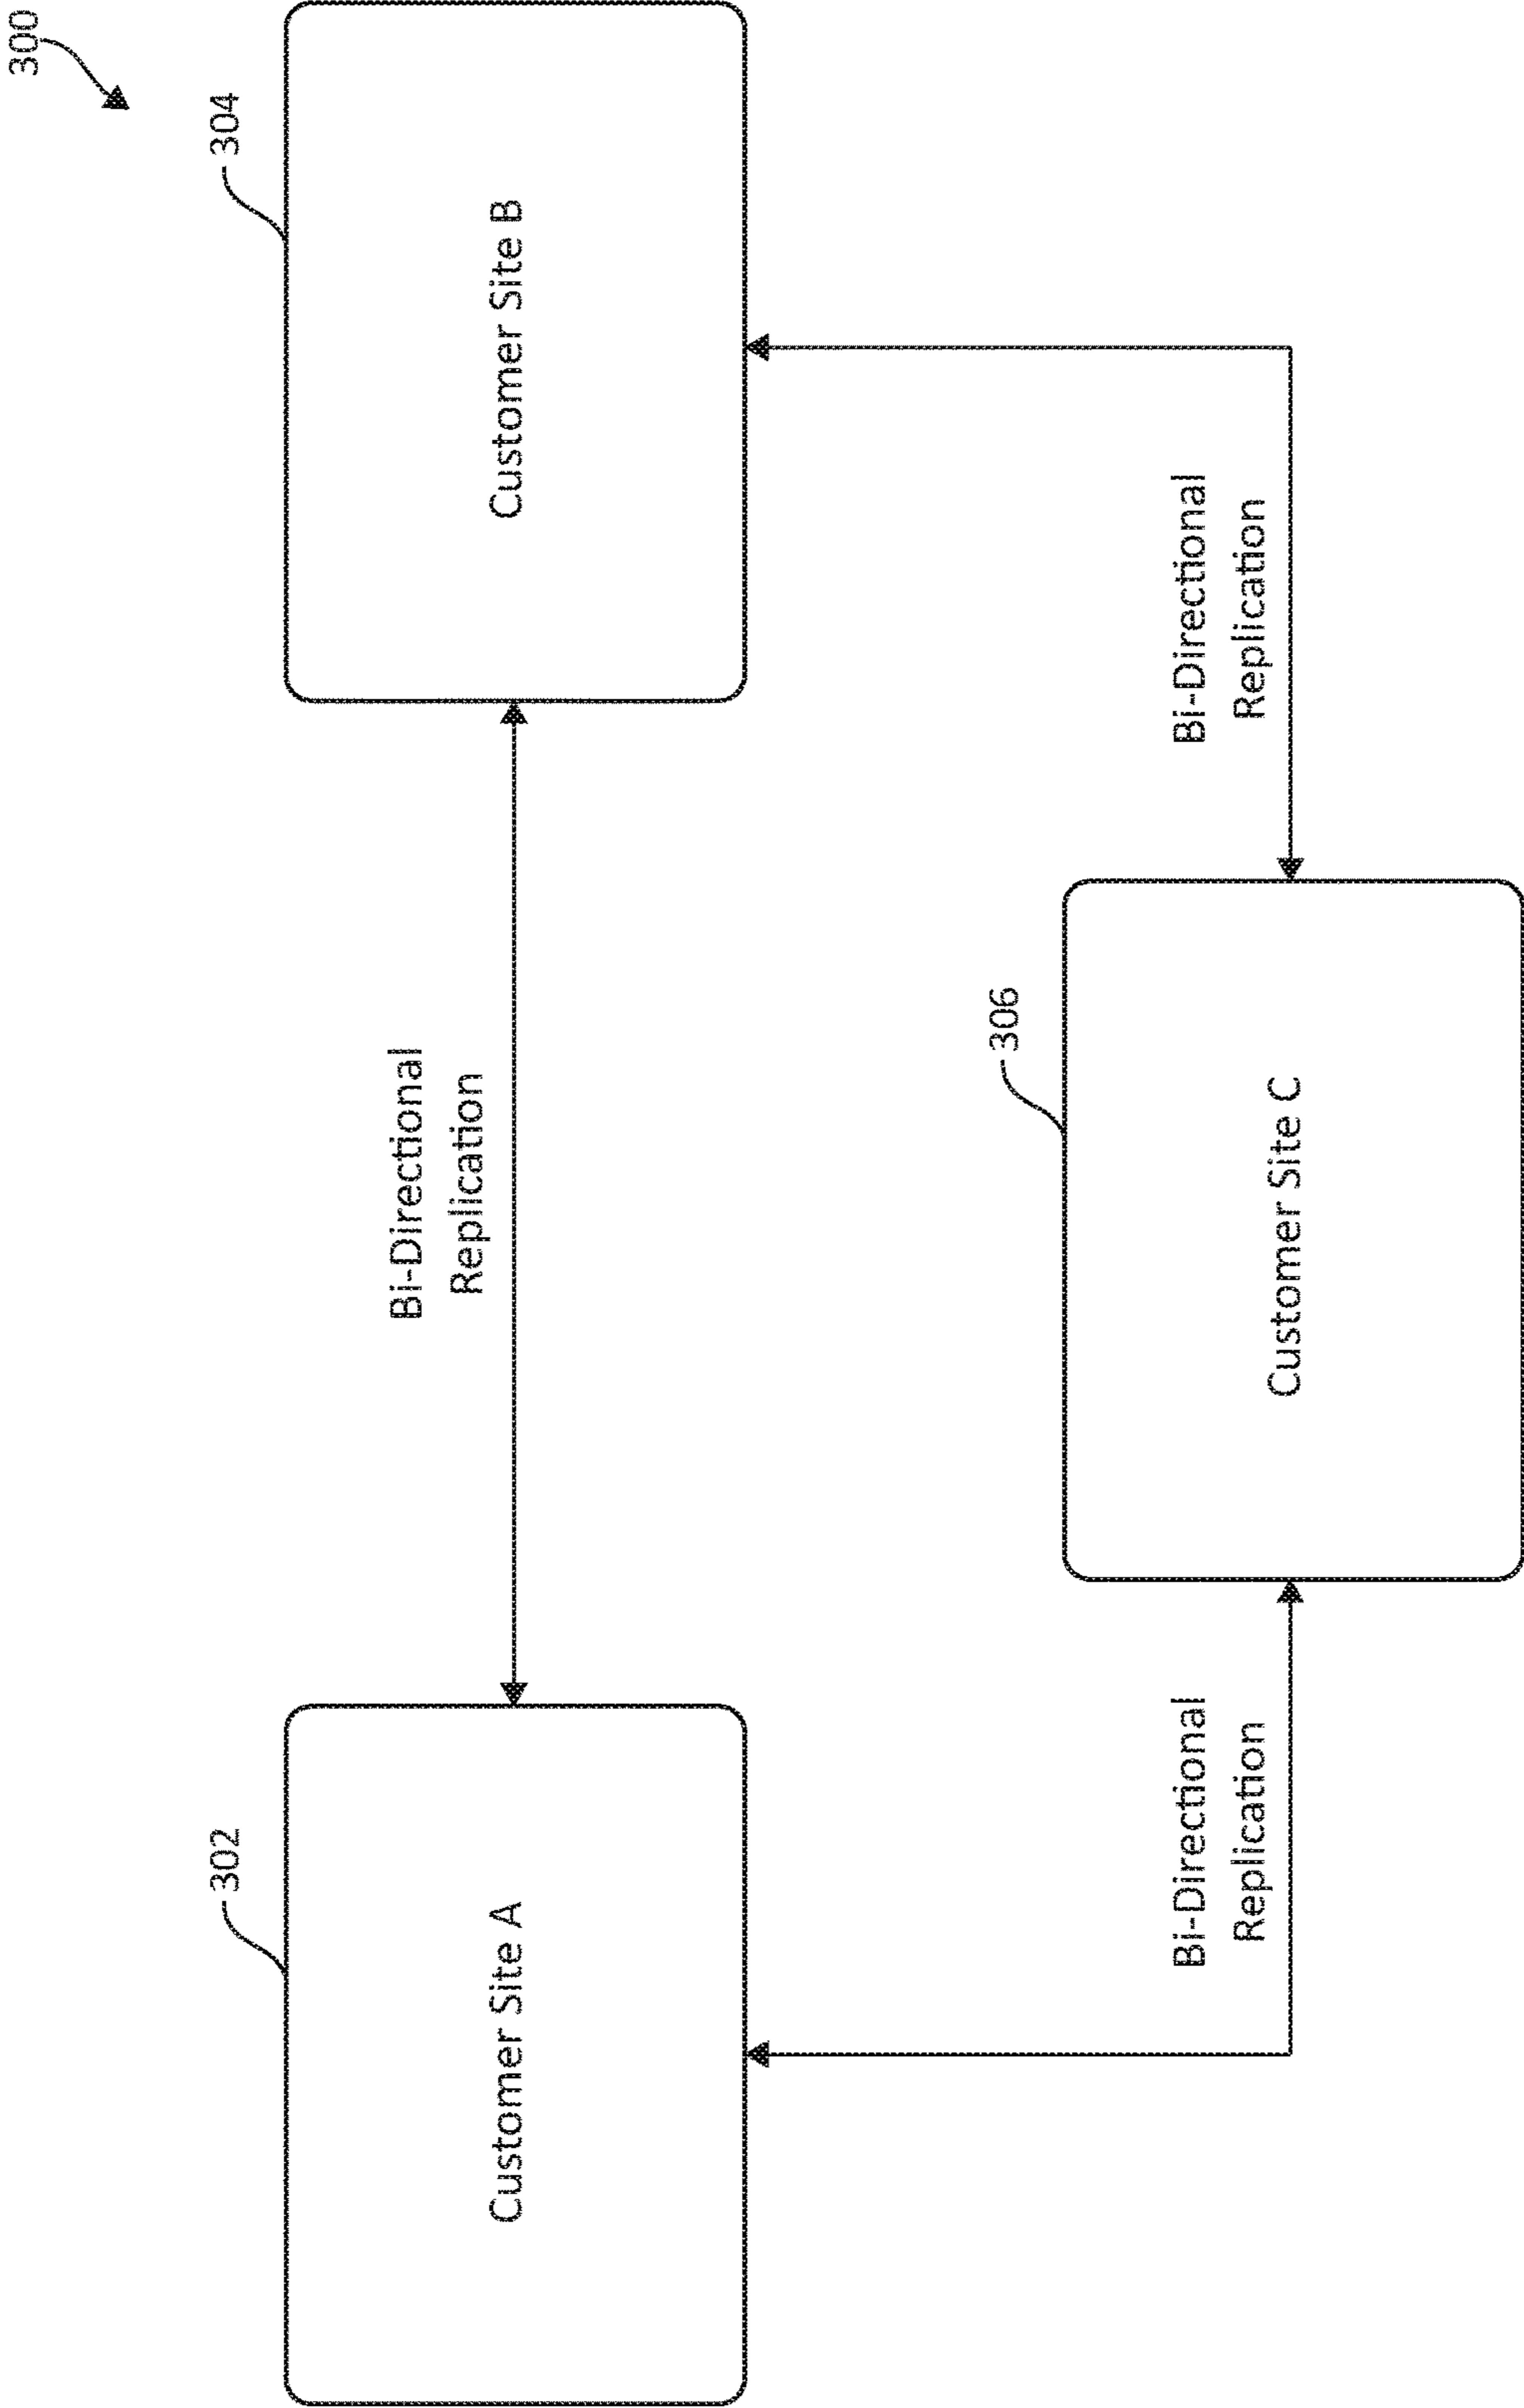 300
302
304
Customer Site A
Bi-Directional
Replication
Customer Site B
306
Bi-Directional
Replication
Customer Site C
Bi-Directional
Replication